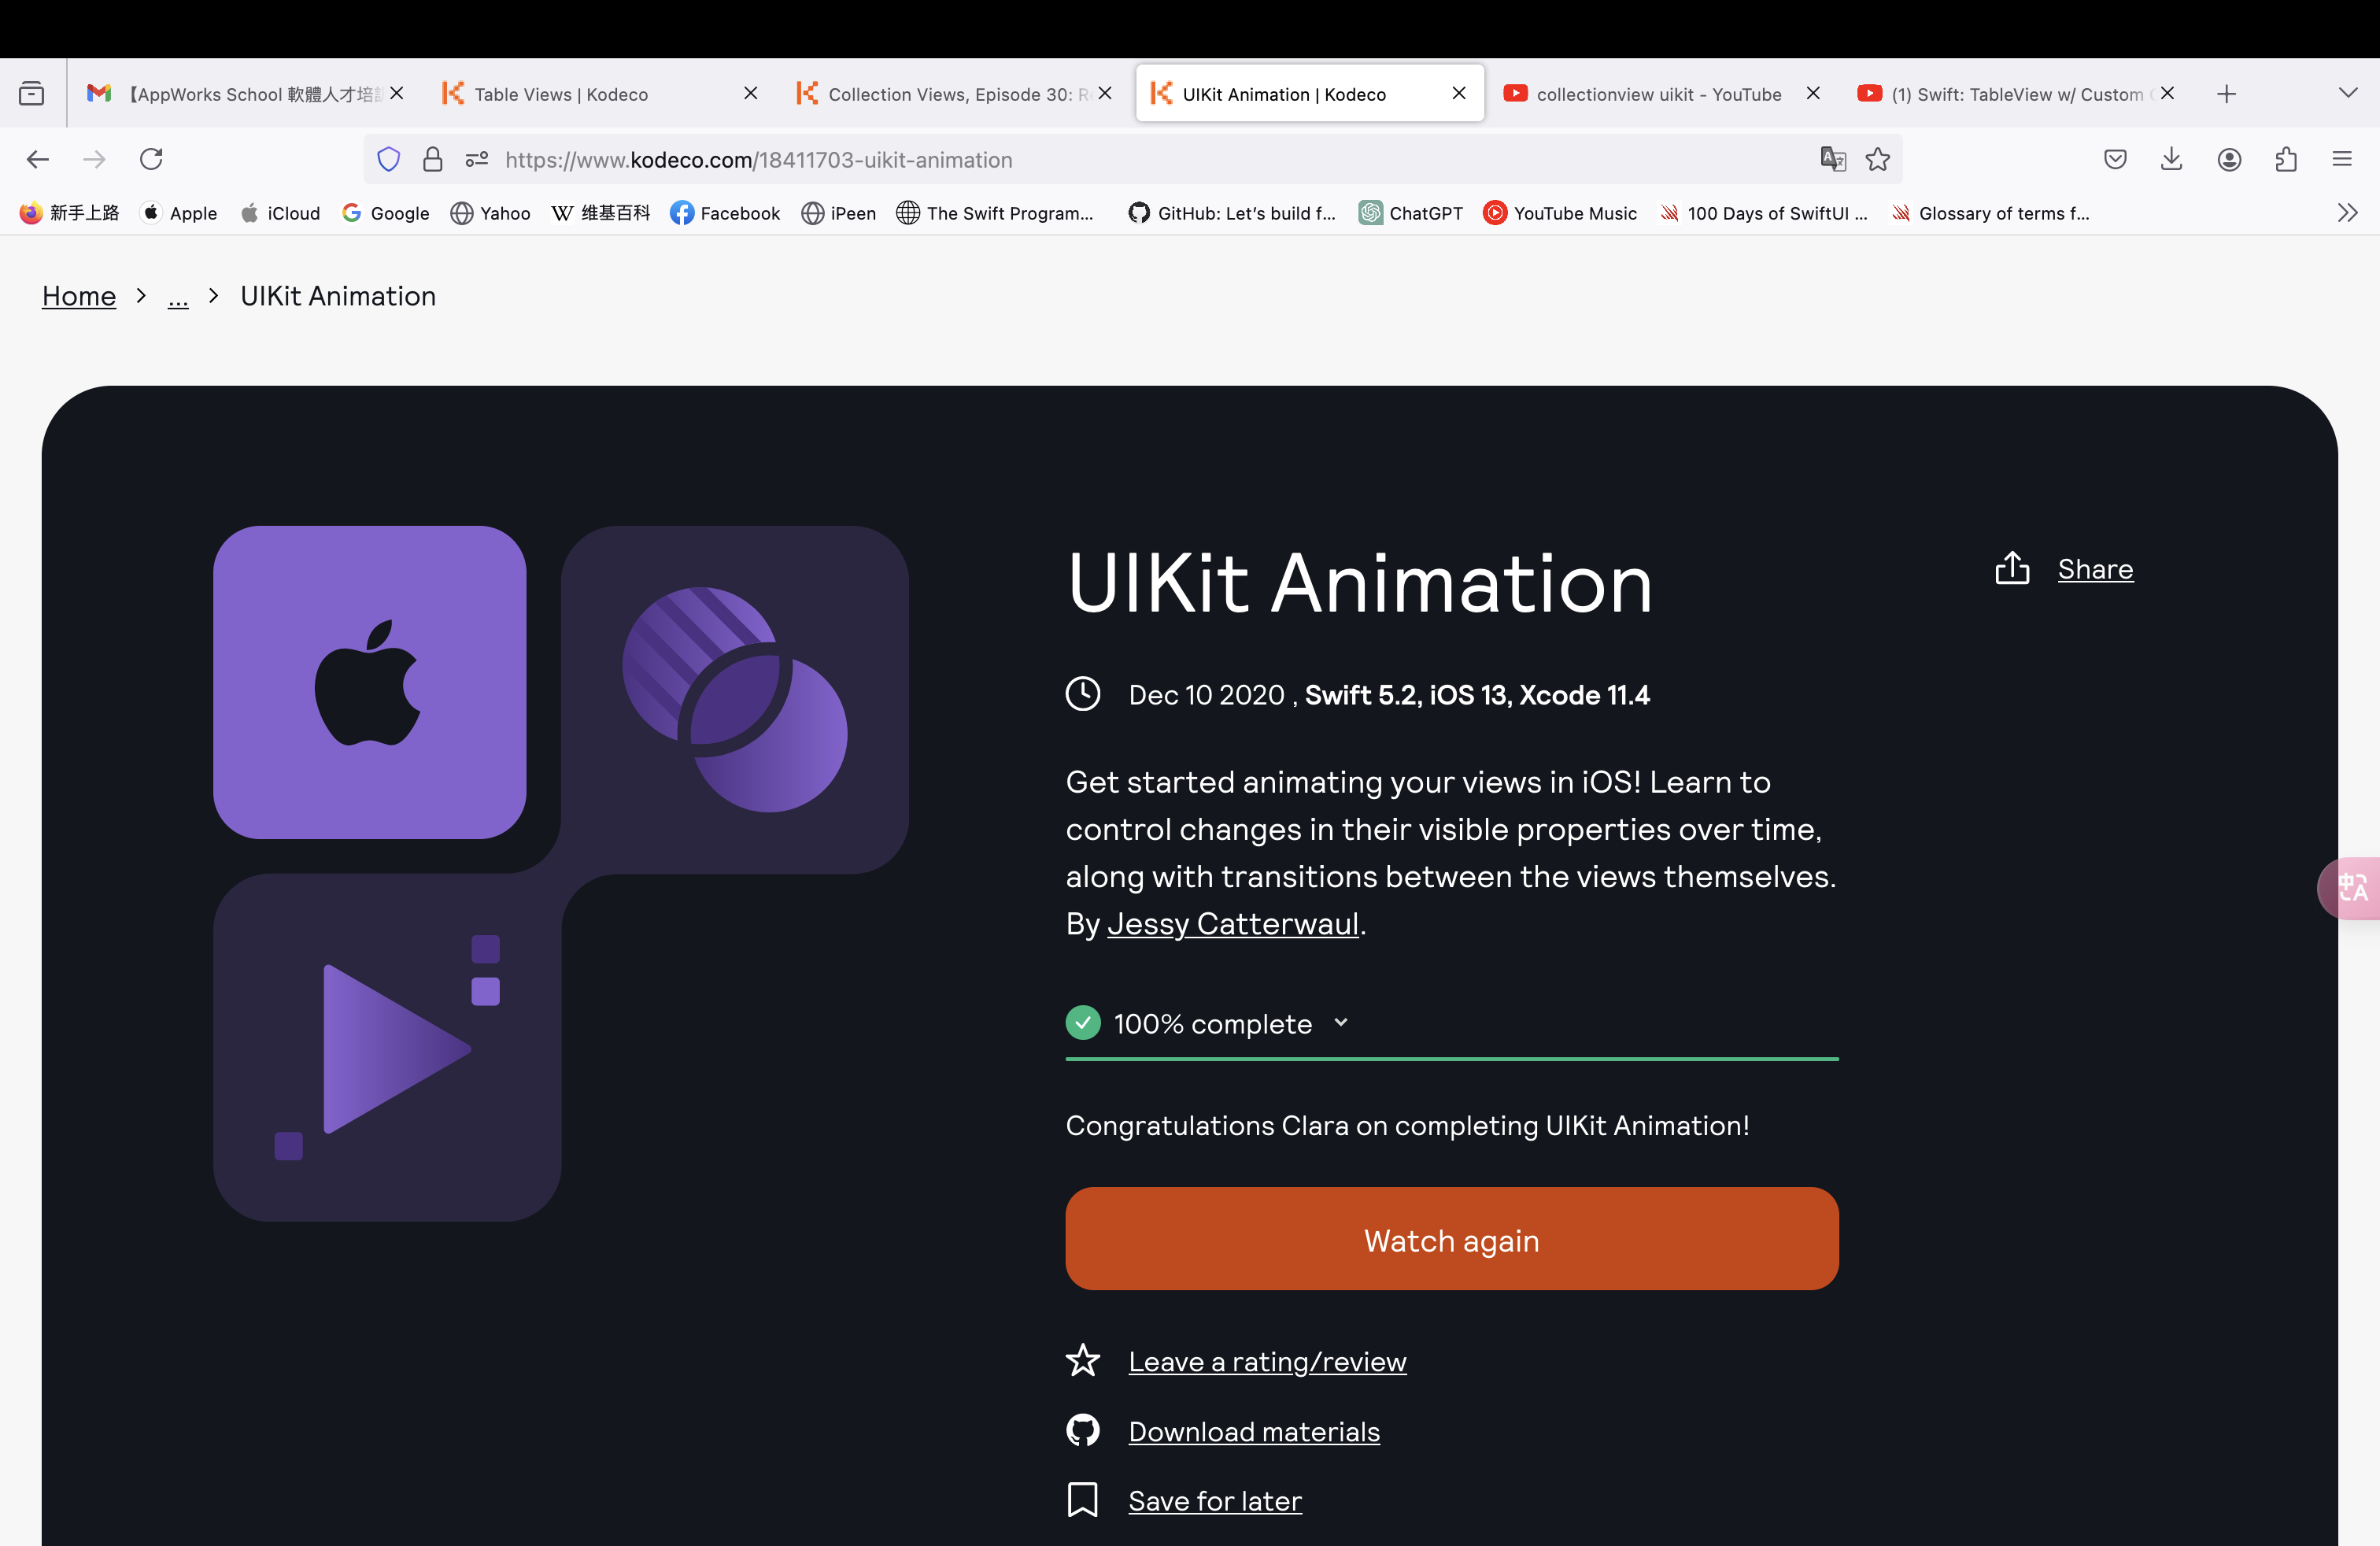 【AppWorks School 軟體人才培
Table Views | Kodeco
Collection Views, Episode 30: R
UIKit Animation | Kodeco
collectionview uikit - YouTube
(1) Swift: TableView w/ Custom
https://www.kodeco.com/18411703-uikit-animation
新手上路
Apple
iCloud
Google
Yahoo
W 维基百科
Facebook
iPeen
The Swift Program...
GitHub: Let's build f...
ChatGPT
YouTube Music
100 Days of SwiftUI ...
Glossary of terms f...
Home > ... > UIKit Animation
UIKit Animation
Share
Dec 10 2020 , Swift 5.2, iOS 13, Xcode 11.4
Get started animating your views in iOS! Learn to
control changes in their visible properties over time,
along with transitions between the views themselves.
By Jessy Catterwaul.
100% complete
Congratulations Clara on completing UIKit Animation!
Watch again
Leave a rating/review
Download materials
Save for later